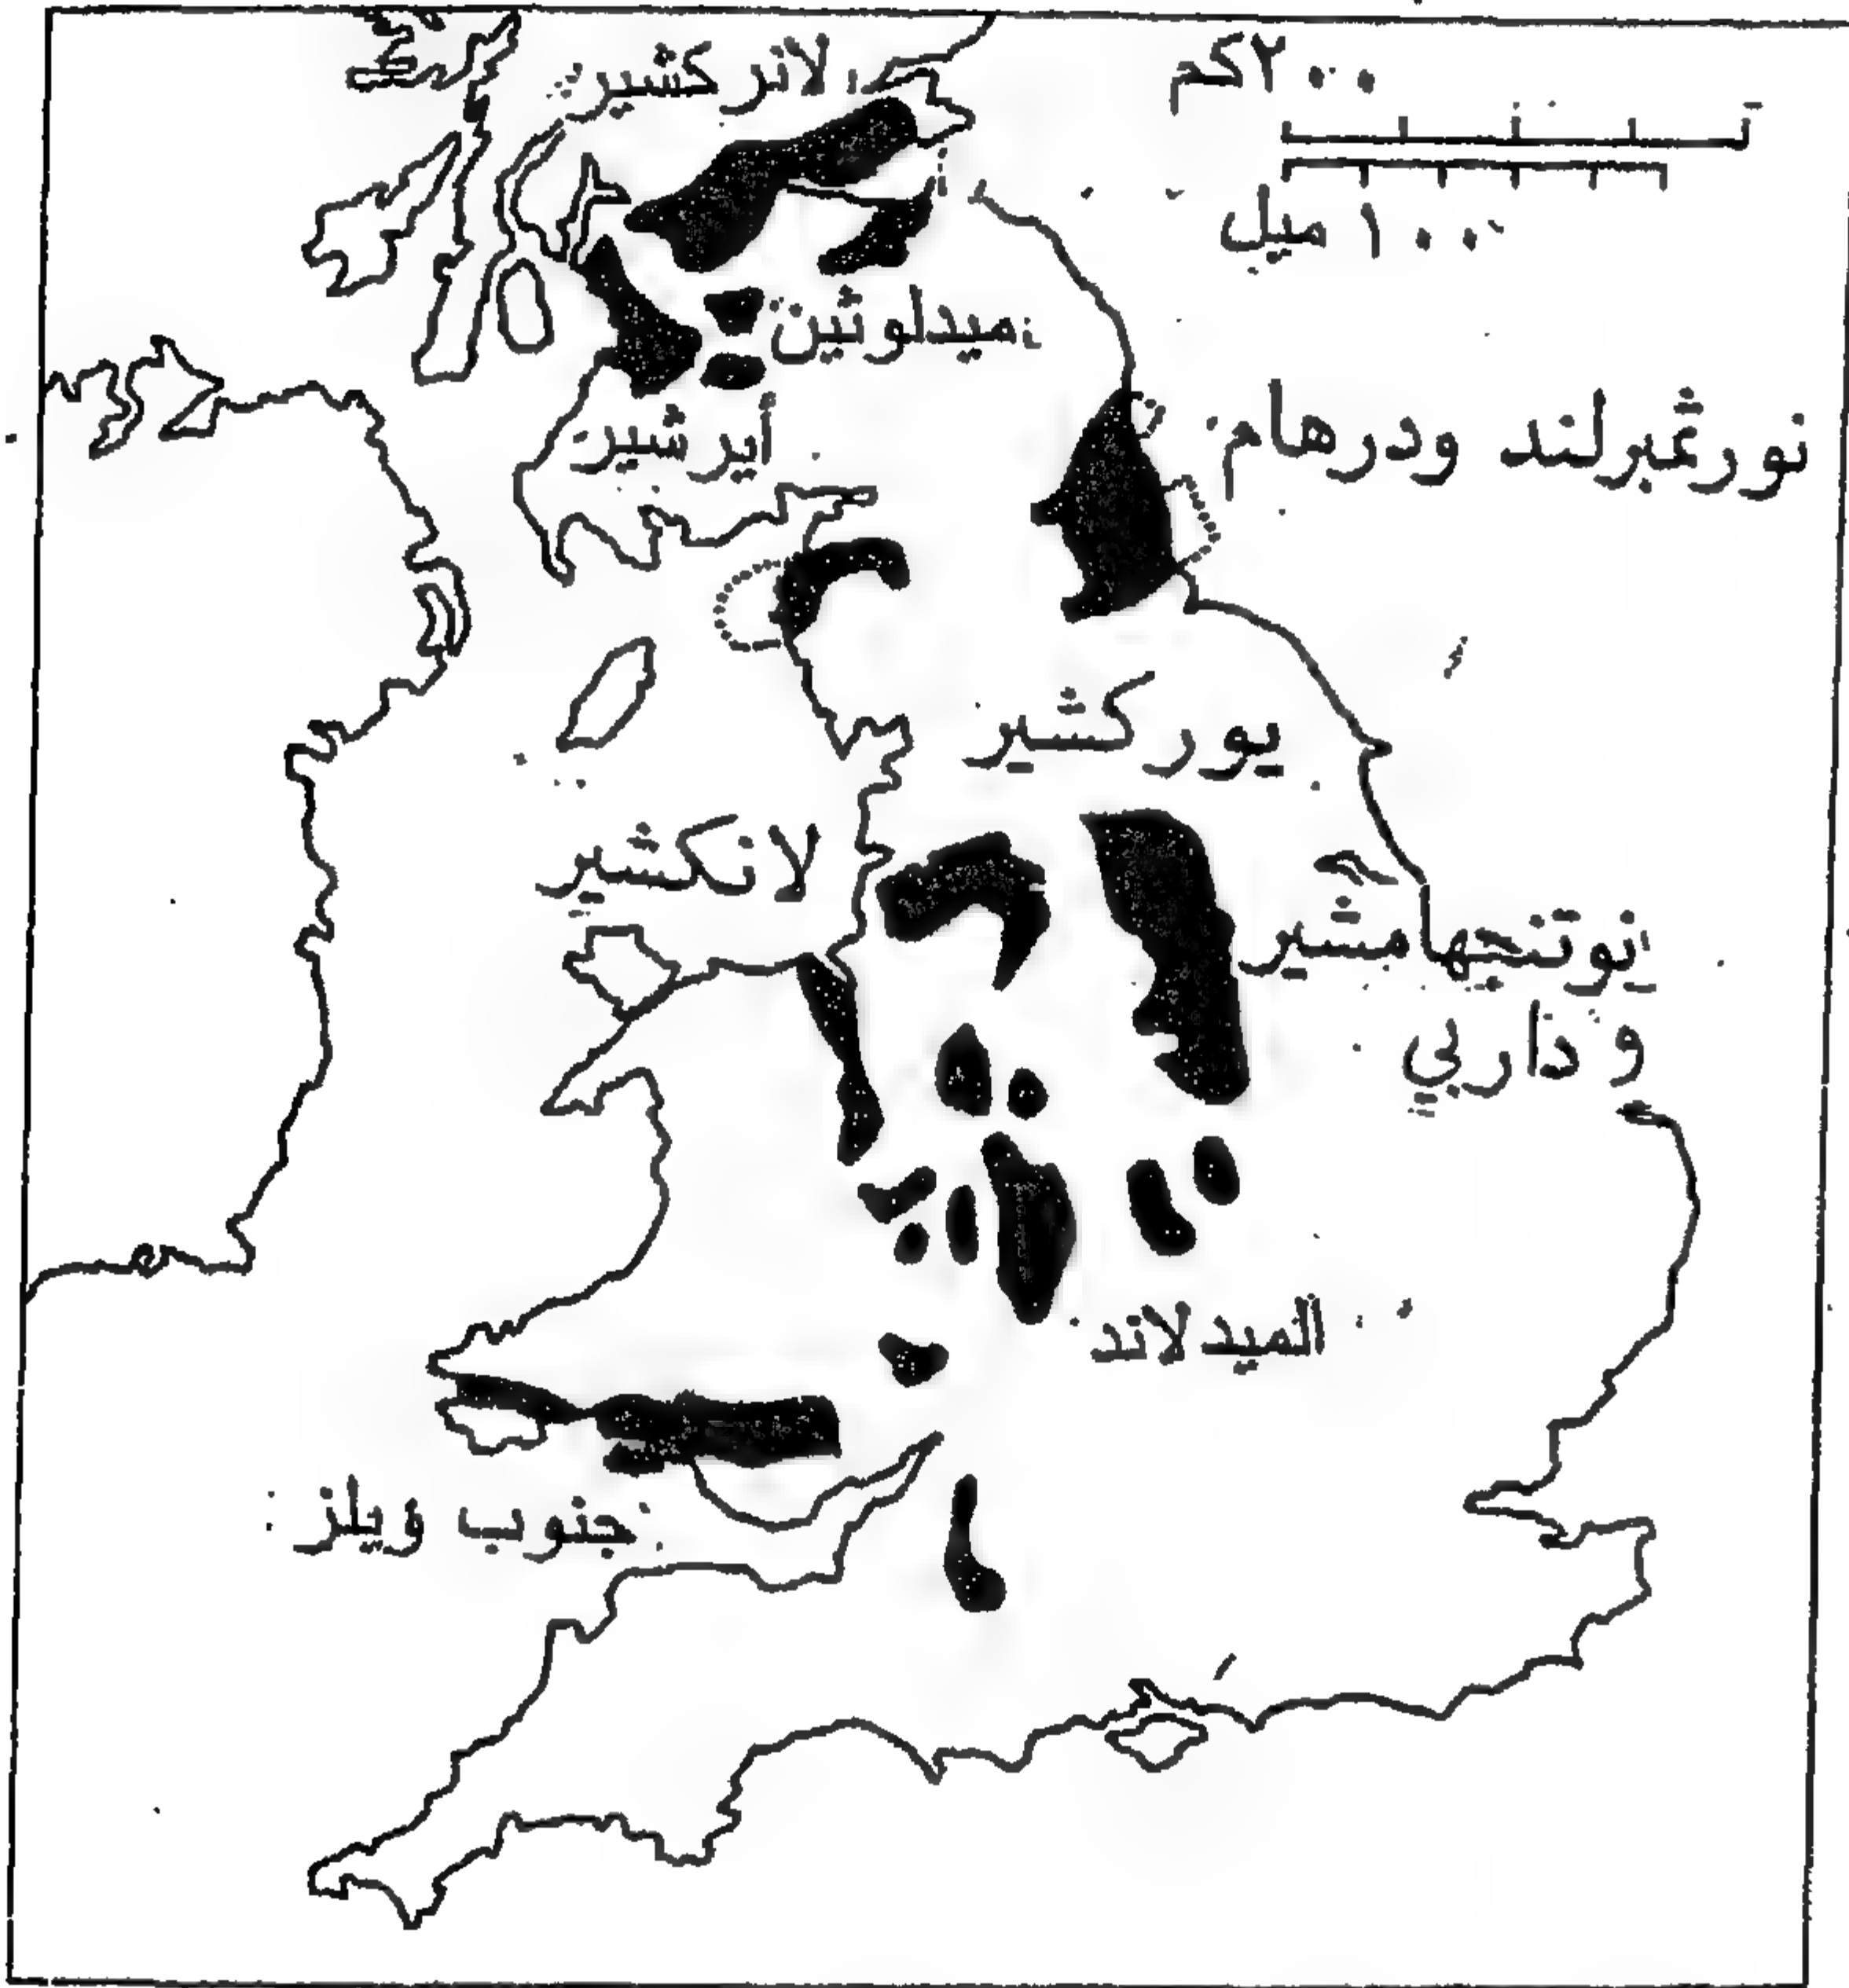 ٢٠٠كم
١٠٠ ميل
لانركشير
ميدلوثين
أيرشير
نورثمبرلند ودرهام
يوركشير
لانكشير
نوتنجهامشير
و داربي
الميدلاند
جنوب ويلز